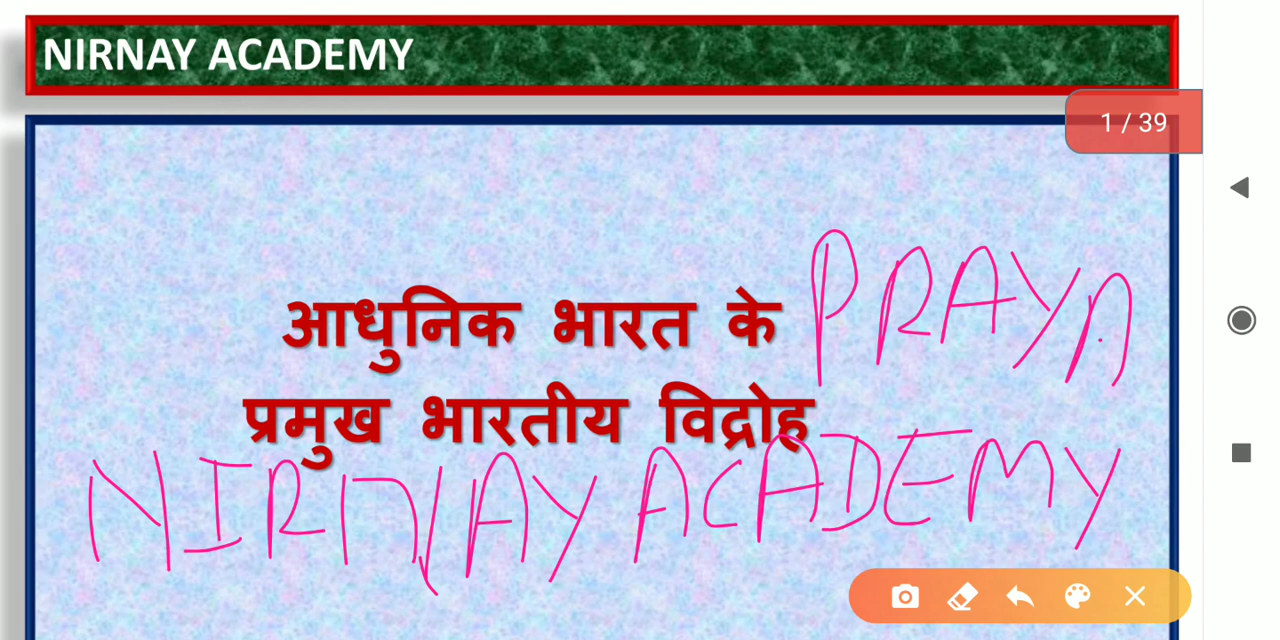 NIRNAY ACADEMY
1 / 39
आधुनिक भारत के
PRAYA
प्रमुख भारतीय विद्रोह
NIRNAY ACADEMY